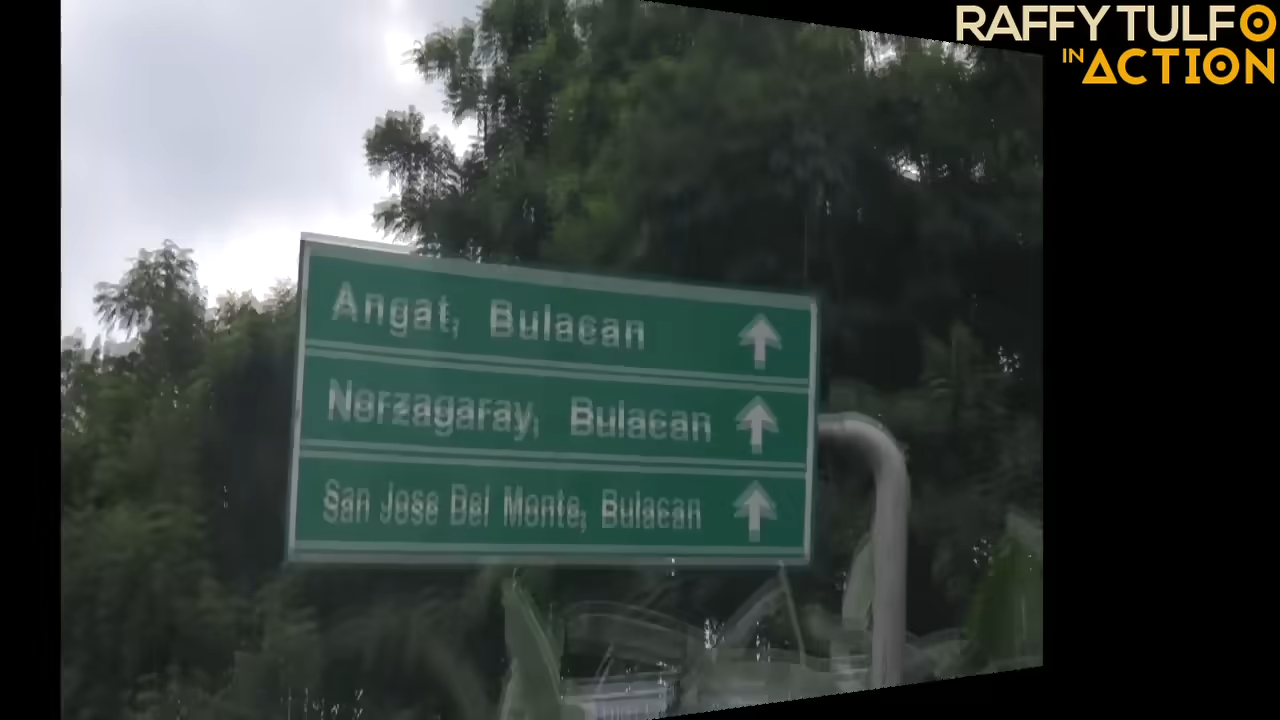 RAFFY TULFO
IN ACTION
Angat, Bulacan
Norzagaray, Bulacan
San Jose Del Monte, Bulacan